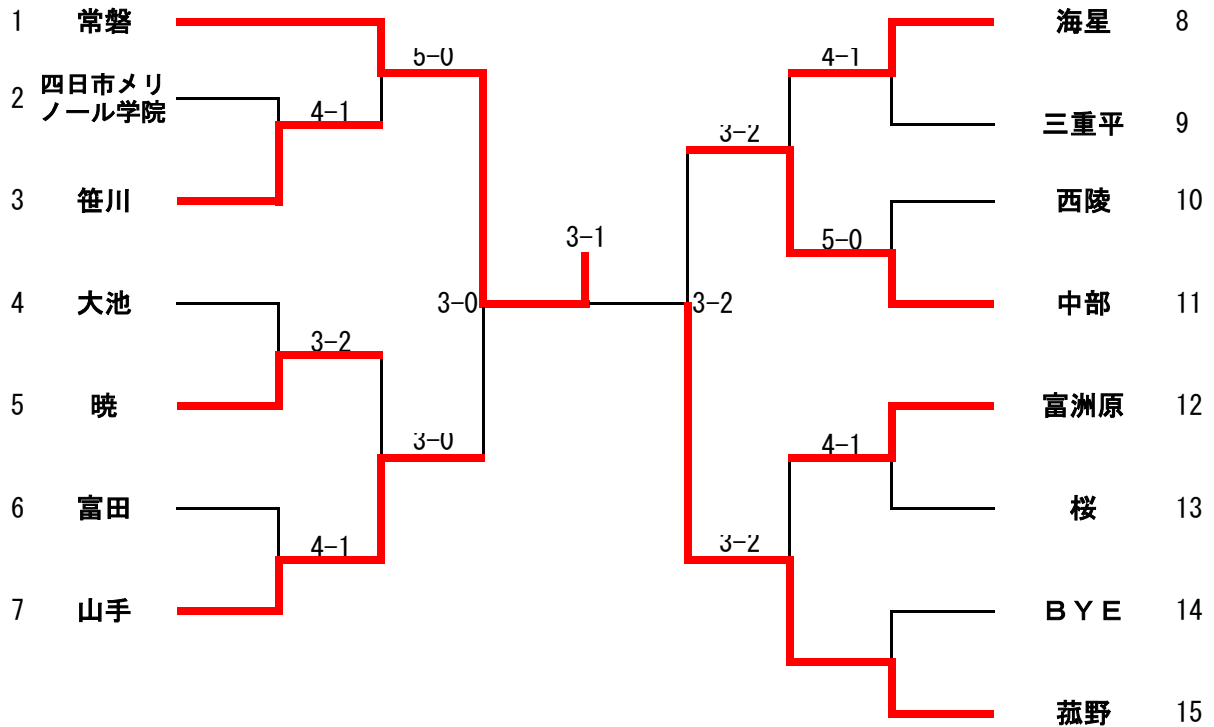 1 常磐
2 四日市メリ
ノール学院
3 笹川
4 大池
5 暁
6 富田
7 山手
5-0
4-1
3-2
3-0
4-1
3-0
3-1
3-2
4-1
3-2
5-0
4-1
3-2
海星 8
三重平 9
西陵 10
中部 11
富洲原 12
桜 13
ＢＹＥ 14
菰野 15